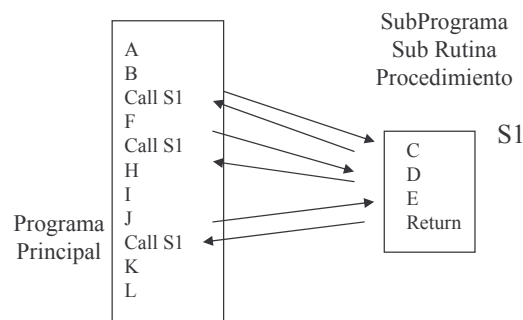 SubPrograma
Sub Rutina
Procedimiento
A
B
Call S1
F
Call S1
H
I
J
Call S1
K
L
Programa
Principal
S1
C
D
E
Return